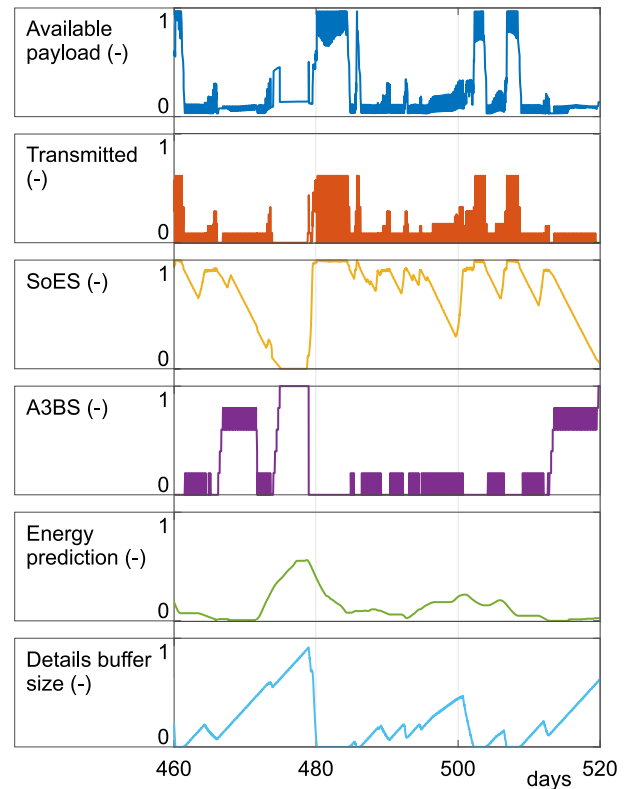 Available
payload (-)
1
0
Transmitted
(-)
1
0
SoES (-)
1
0
A3BS (-)
1
0
Energy
prediction (-)
1
0
Details buffer
size (-)
1
0
460 480 500 520
days